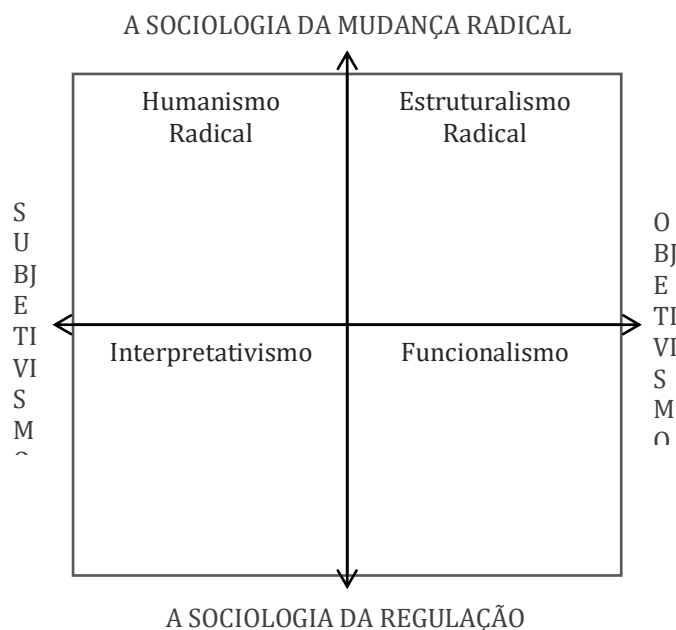 A SOCIOLOGIA DA MUDANÇA RADICAL
Humanismo
Radical
Estruturalismo
Radical
S
U
BJ
E
TI
VI
S
M
O
BJ
E
TI
VI
S
M
O
Interpretativismo
Funcionalismo
A SOCIOLOGIA DA REGULAÇÃO